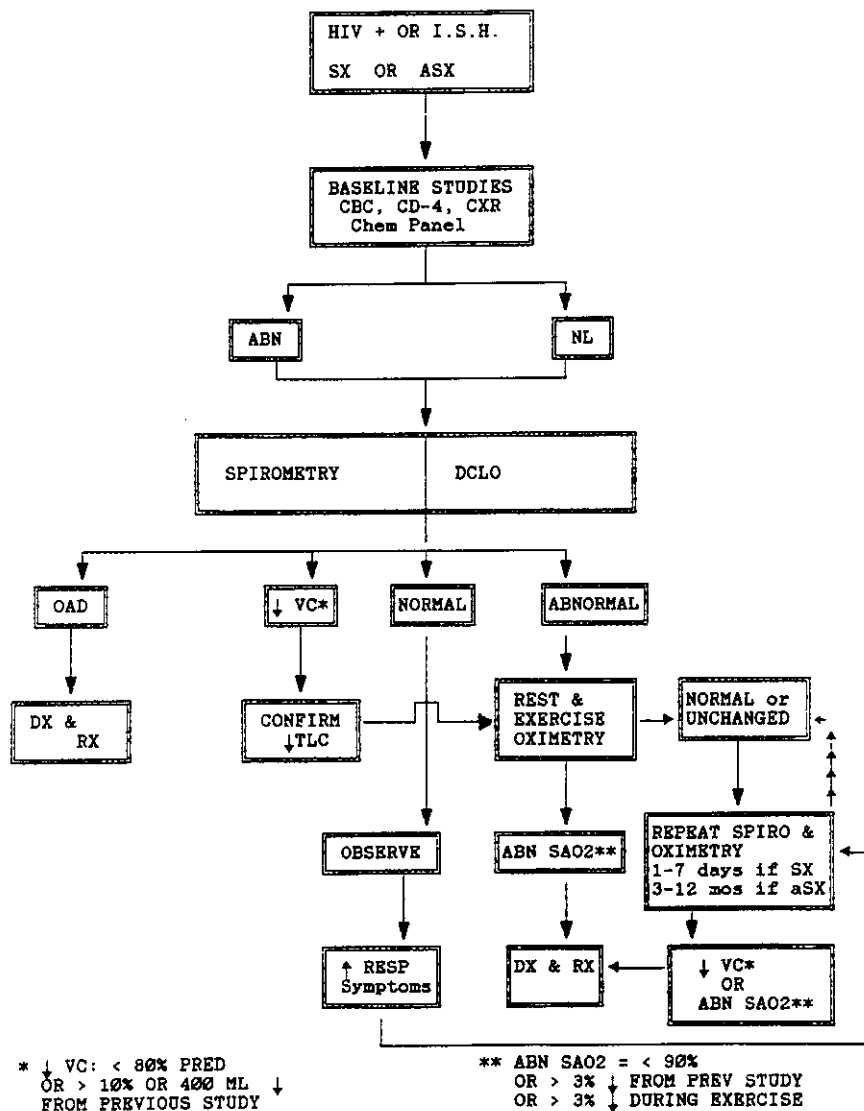 HIV + OR I.S.H.
SX OR ASX
BASELINE STUDIES
CBC, CD-4, CXR
Chem Panel
ABN
NL
SPIROMETRY
DCLO
OAD
↓ VC*
NORMAL
ABNORMAL
DX &
RX
CONFIRM
↓TLC
REST &
EXERCISE
OXIMETRY
NORMAL or
UNCHANGED
OBSERVE
ABN SAO2**
REPEAT SPIRO &
OXIMETRY
1-7 days if SX
3-12 mos if aSX
↑ RESP
Symptoms
DX & RX
↓ VC*
OR
ABN SAO2**
* ↓ VC: < 80% PRED
OR > 10% OR 400 ML ↓
FROM PREVIOUS STUDY
** ABN SAO2 = < 90%
OR > 3% ↓ FROM PREV STUDY
OR > 3% ↓ DURING EXERCISE